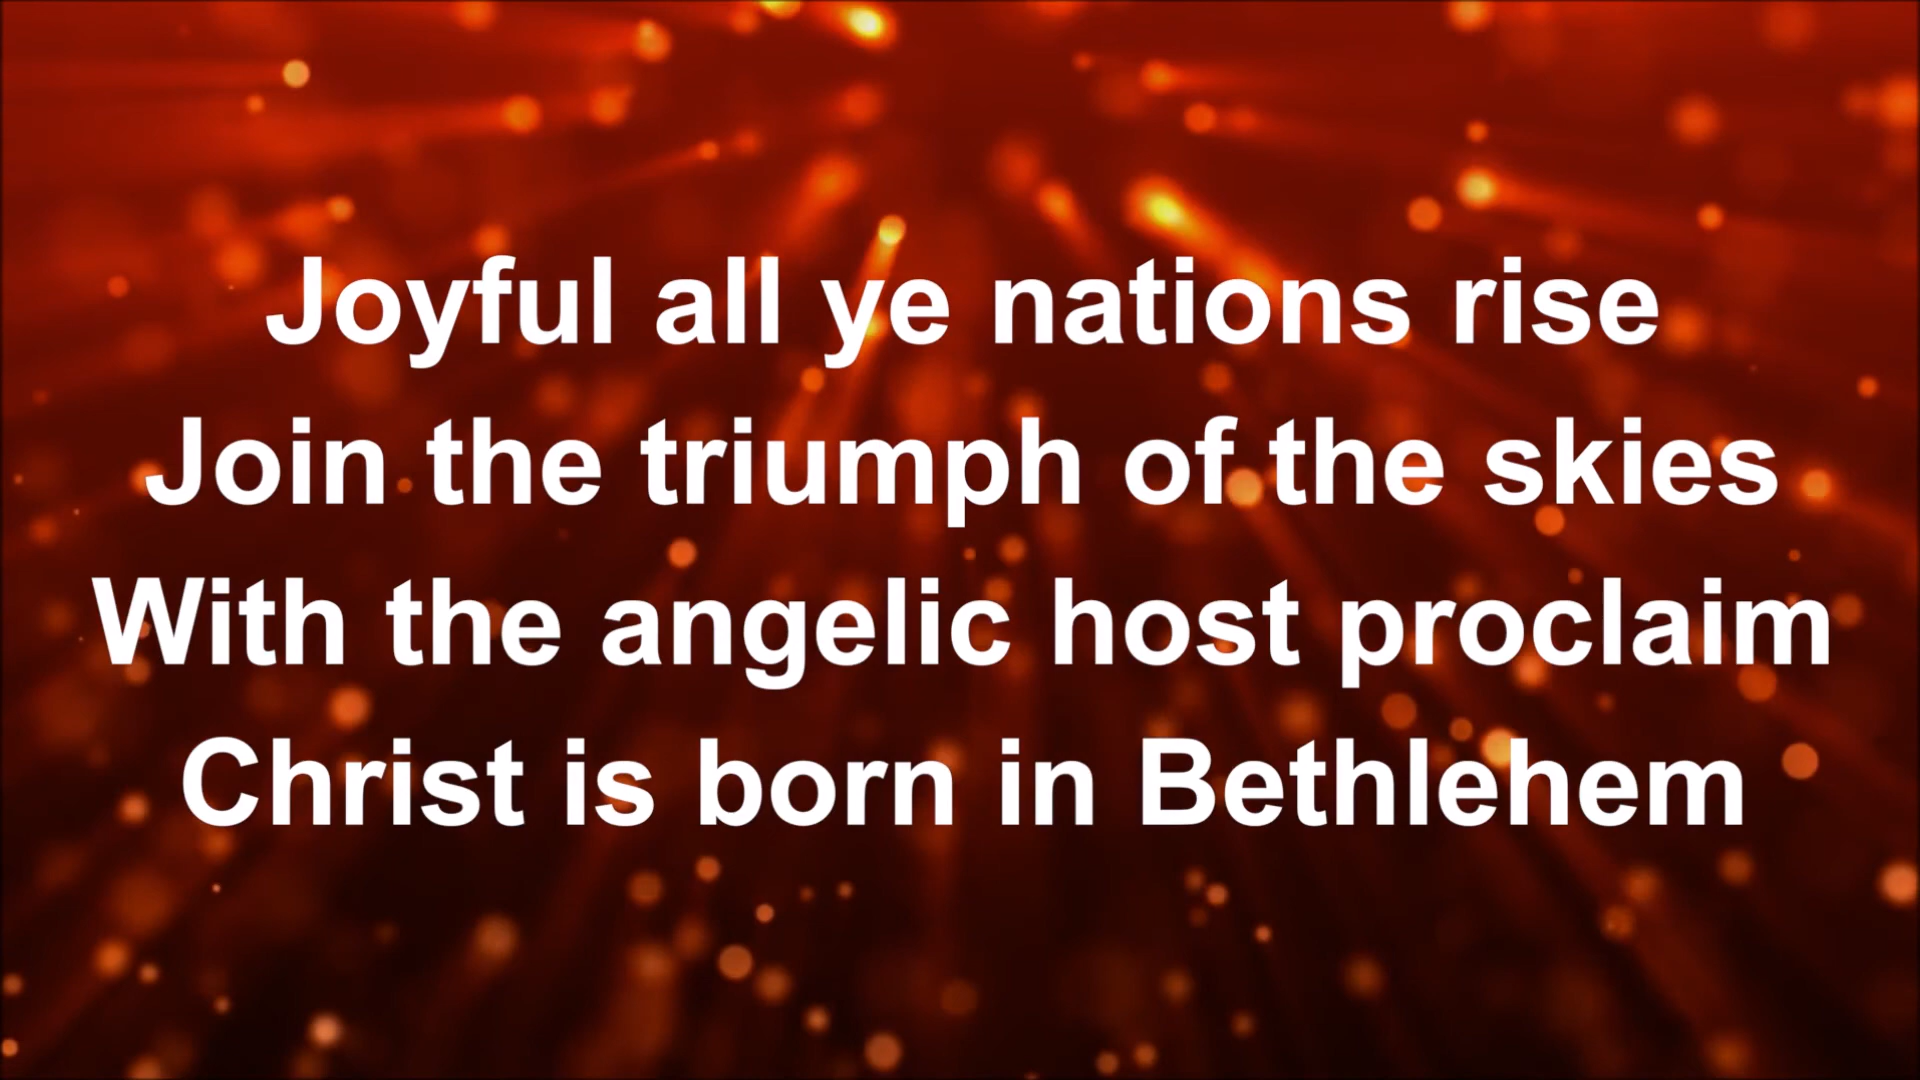 Joyful all ye nations rise
Join the triumph of the skies
With the angelic host proclaim
Christ is born in Bethlehem